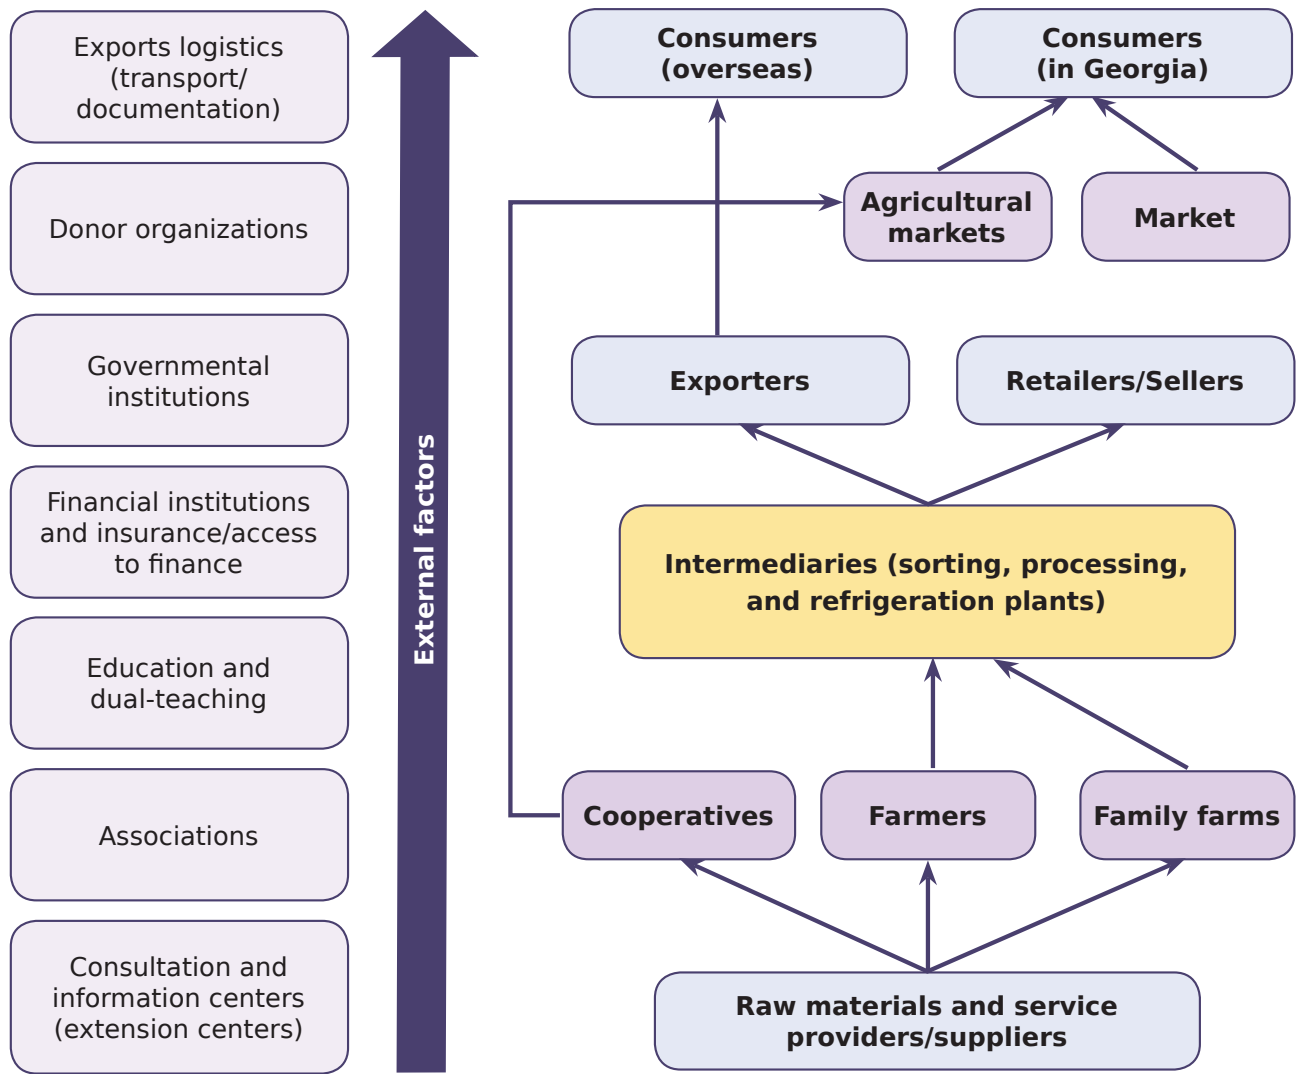 Exports logistics
(transport/
documentation)
Donor organizations
Governmental
institutions
Financial institutions
and insurance/access
to finance
Education and
dual-teaching
Associations
Consultation and
information centers
(extension centers)
External factors
Consumers
(overseas)
Consumers
(in Georgia)
Agricultural
markets
Market
Exporters
Retailers/Sellers
Intermediaries (sorting, processing,
and refrigeration plants)
Cooperatives
Farmers
Family farms
Raw materials and service
providers/suppliers